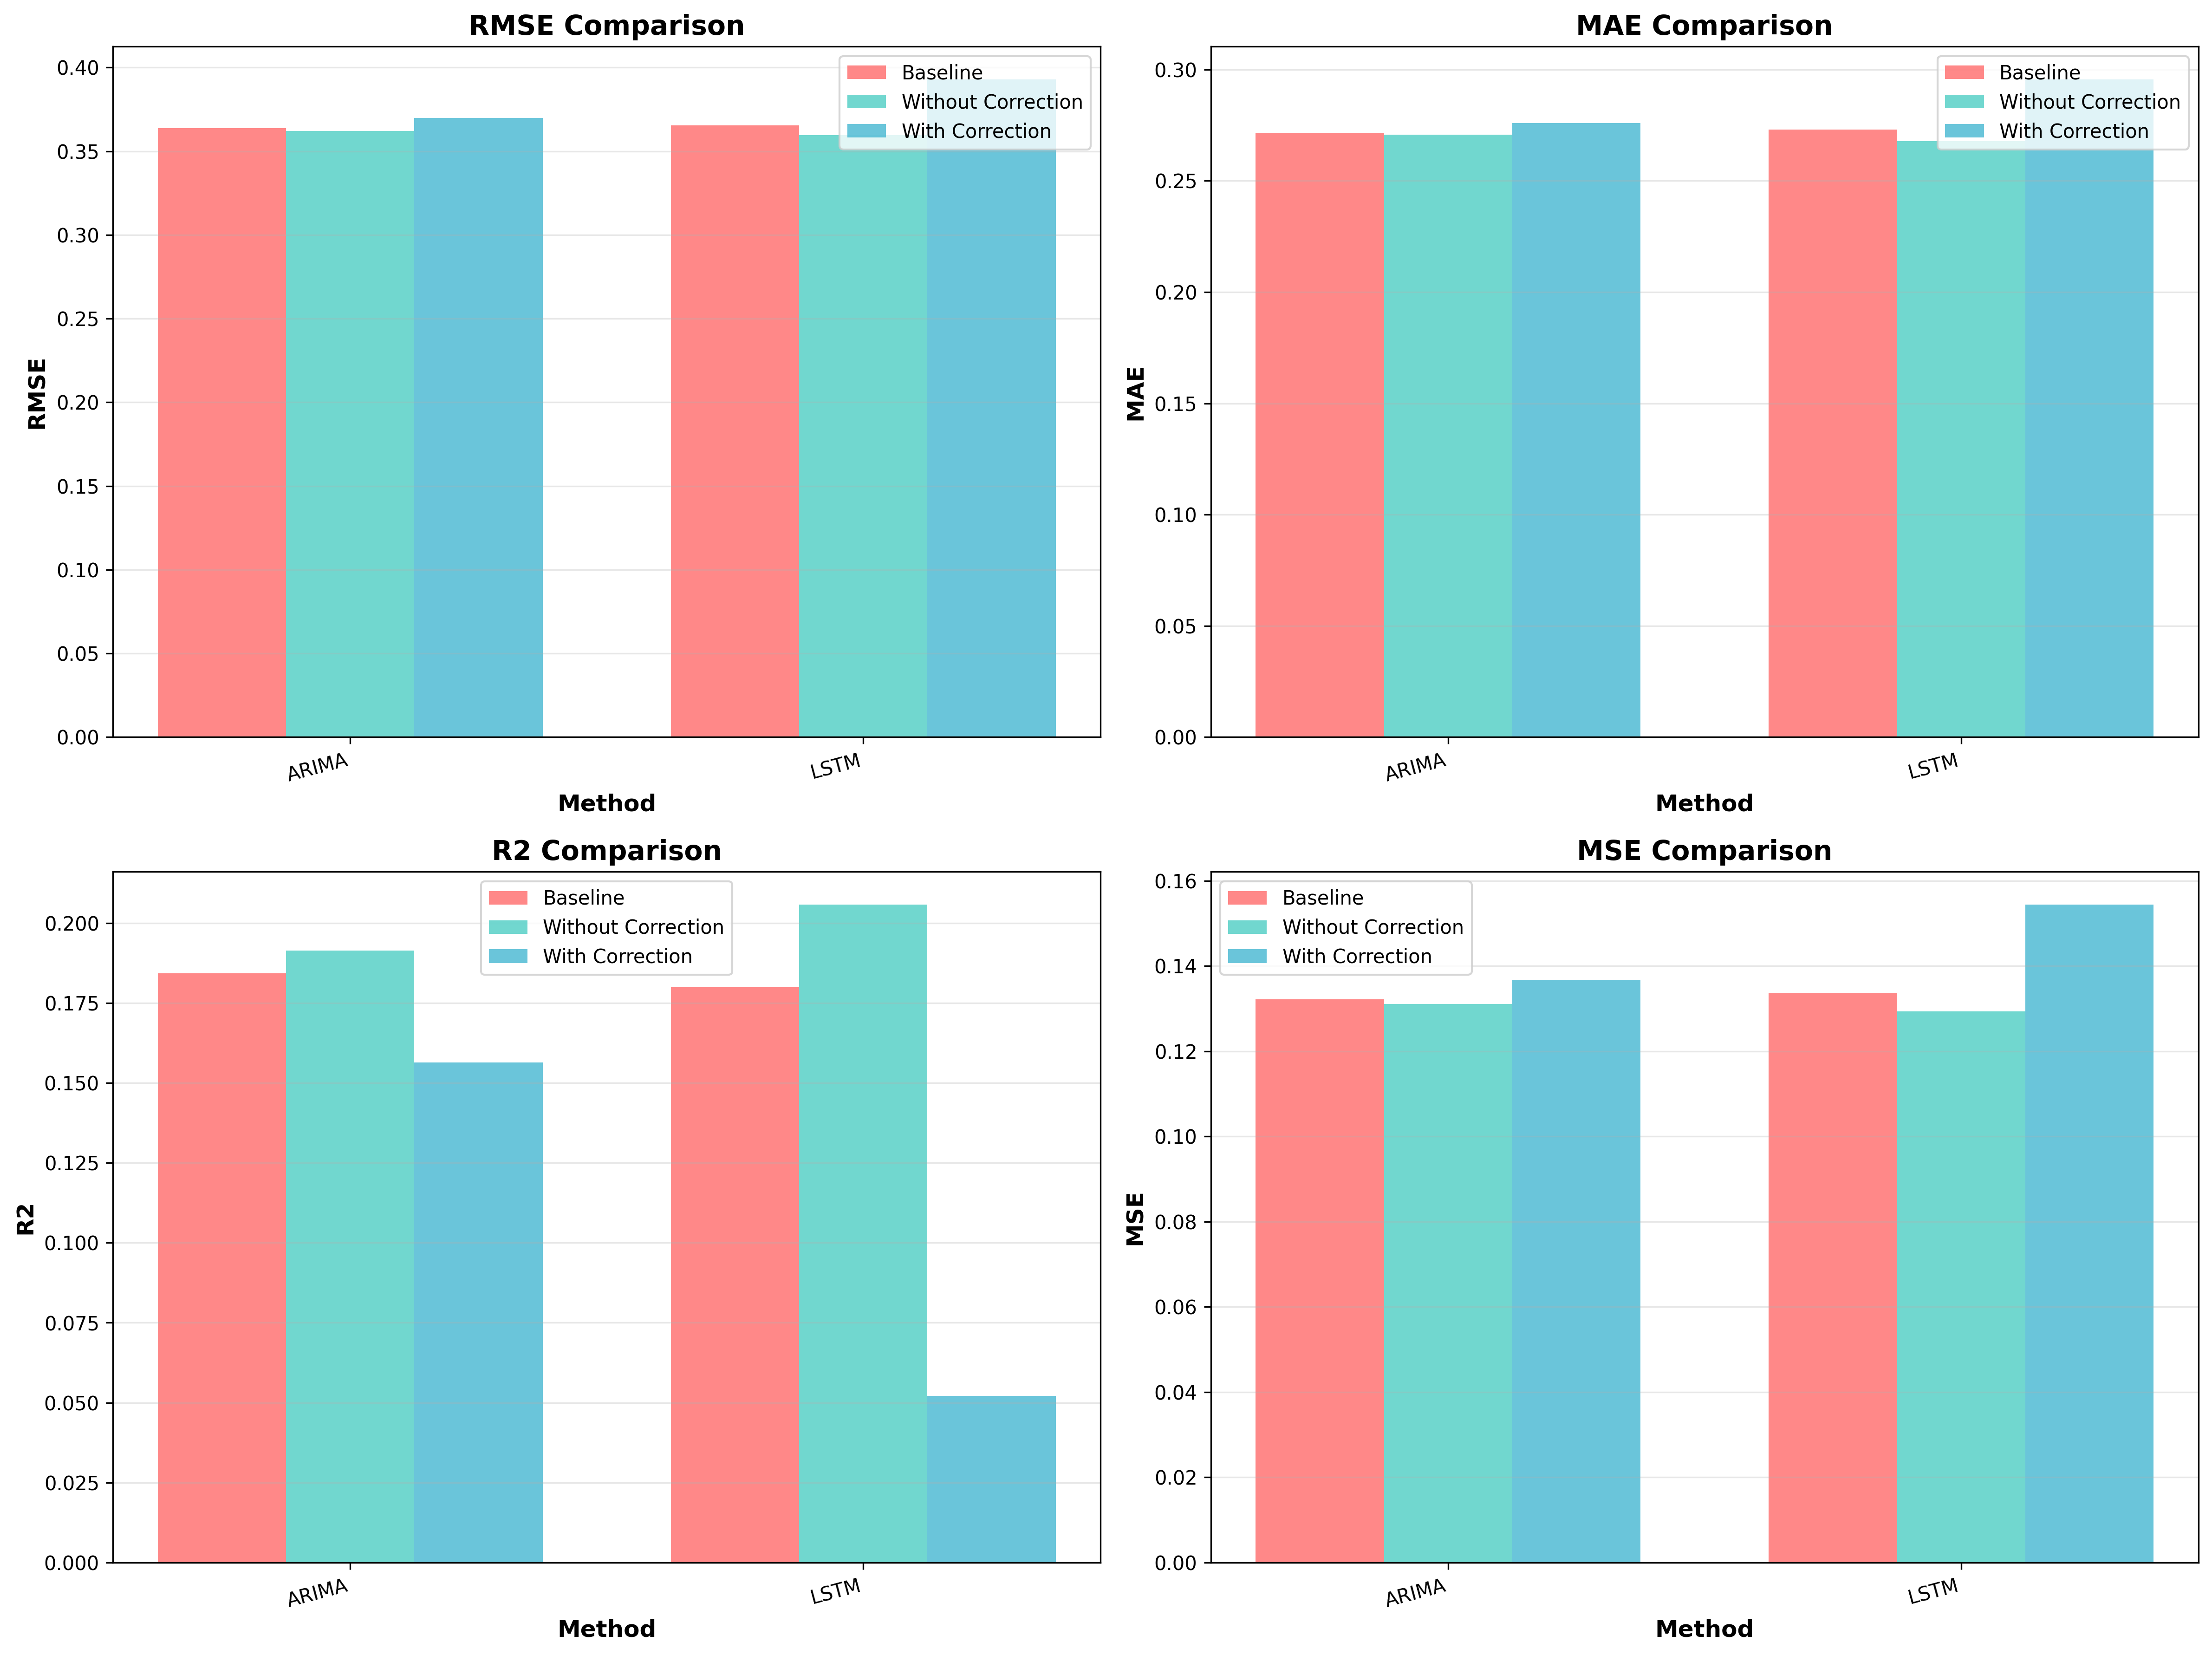 RMSE Comparison
RMSE
0.40
0.35
0.30
0.25
0.20
0.15
0.10
0.05
0.00
Baseline
Without Correction
With Correction
ARIMA
LSTM
Method
MAE Comparison
MAE
0.30
0.25
0.20
0.15
0.10
0.05
0.00
Baseline
Without Correction
With Correction
ARIMA
LSTM
Method
R2 Comparison
R2
0.200
0.175
0.150
0.125
0.100
0.075
0.050
0.025
0.000
Baseline
Without Correction
With Correction
ARIMA
LSTM
Method
MSE Comparison
MSE
0.16
0.14
0.12
0.10
0.08
0.06
0.04
0.02
0.00
Baseline
Without Correction
With Correction
ARIMA
LSTM
Method